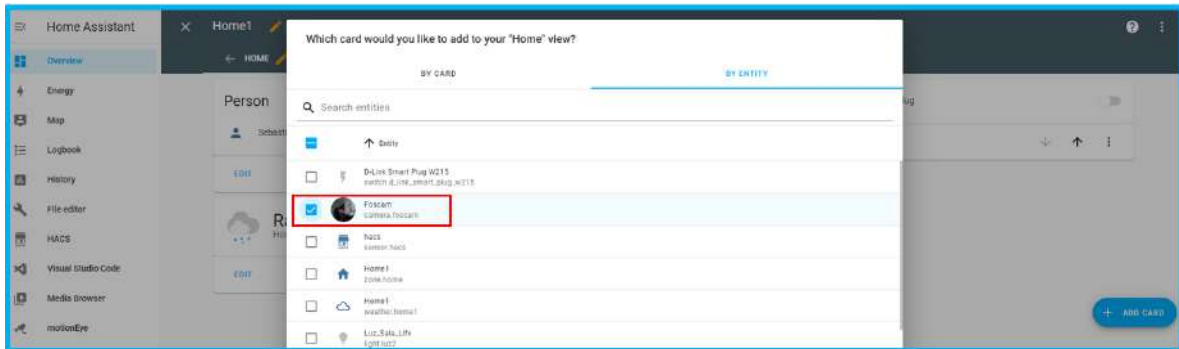 Home Assistant
Overview
Energy
Map
Logbook
History
File editor
HACS
Visual Studio Code
Media Browser
motionEye
Home1
HOME
Person
EDIT
EDIT
Which card would you like to add to your "Home" view?
BY CARD
BY ENTITY
Search entities
Entity
D-Link Smart Plug W215
switch.d_link_smart_plug_w215
Foscam
camera.foscam
hacs
sensor.hacs
Home1
zone.home
Home1
weather.home1
Luz_Sala_Lifx
light.luz2
ADD CARD